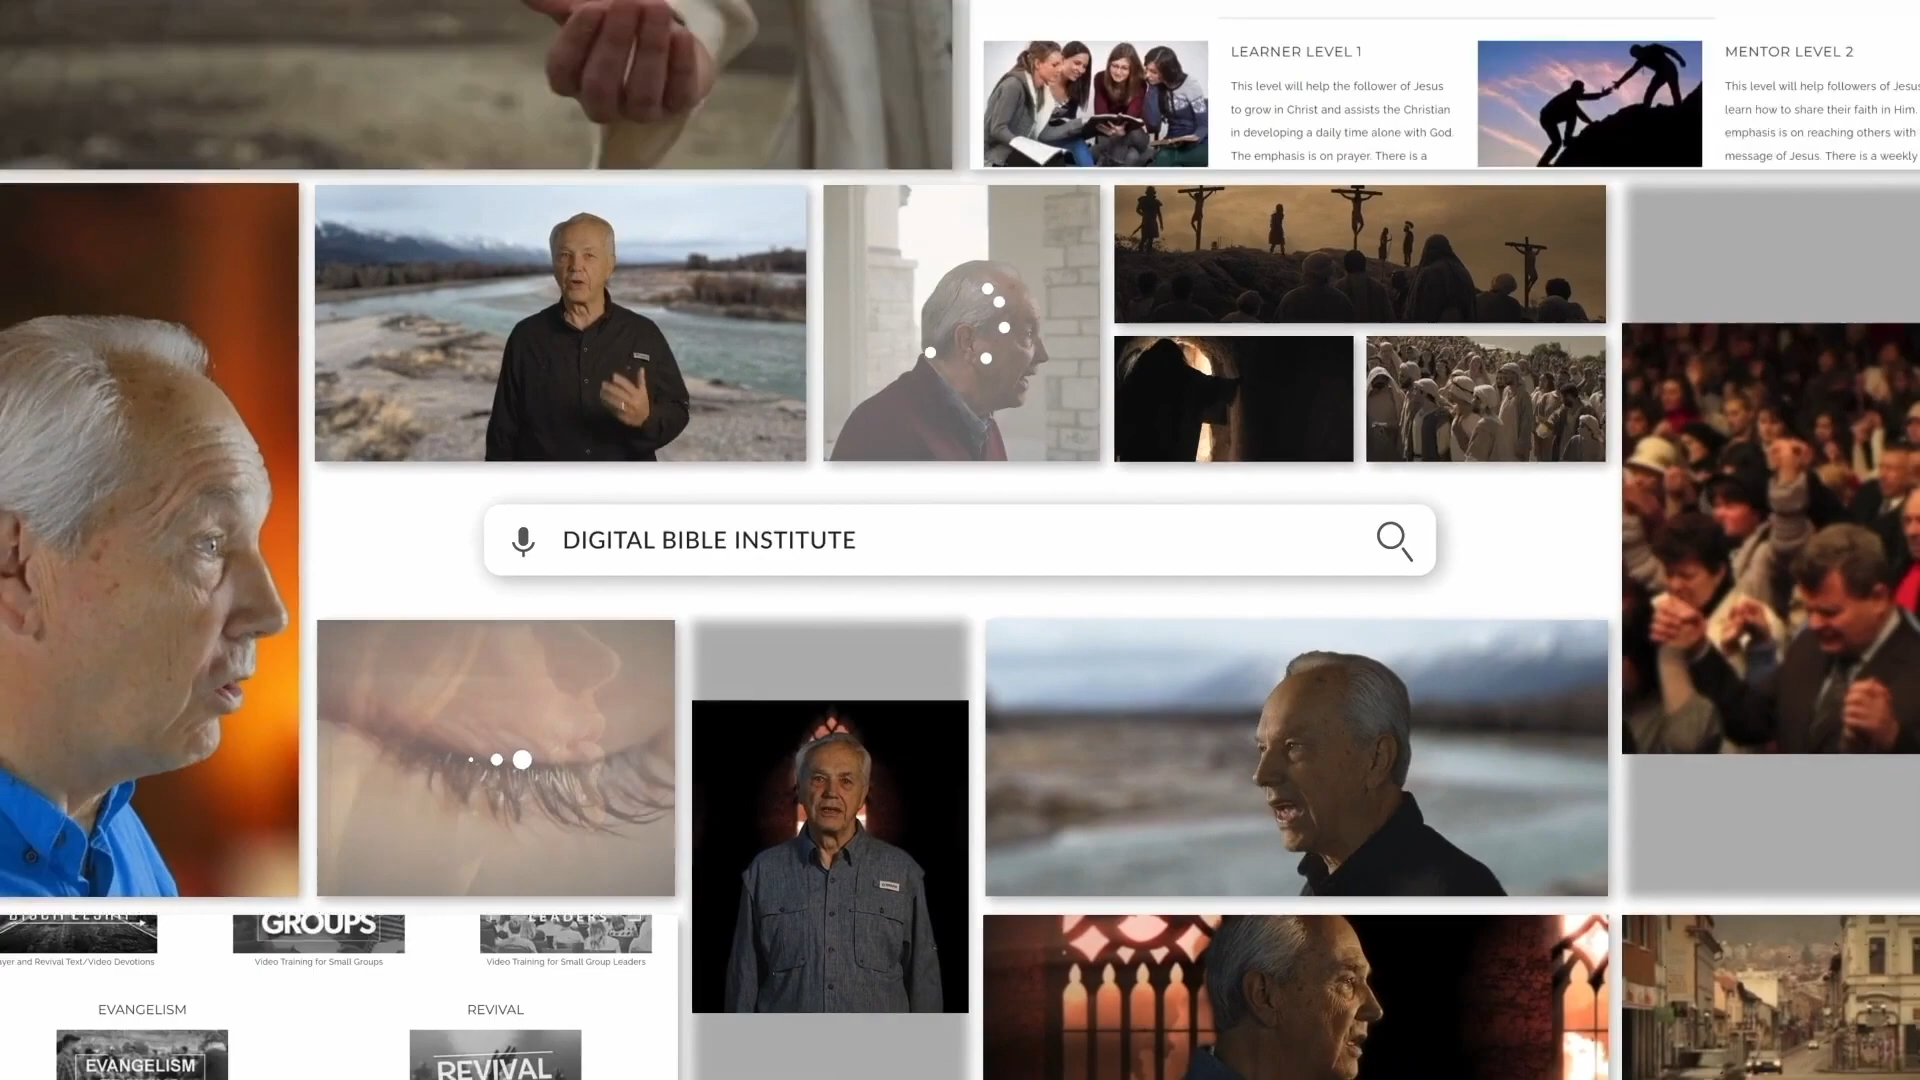 LEARNER LEVEL 1
This level will help the follower of Jesus
to grow in Christ and assists the Christian
in developing a daily time alone with God.
The emphasis is on prayer. There is a
MENTOR LEVEL 2
This level will help followers of Jesus
learn how to share their faith in Him.
emphasis is on reaching others with
message of Jesus. There is a weekly
DIGITAL BIBLE INSTITUTE
GROUPS
LEADERS
and Revival Text/Video Devotions
Video Training for Small Groups
Video Training for Small Group Leaders
EVANGELISM
REVIVAL
EVANGELISM
REVIVAL